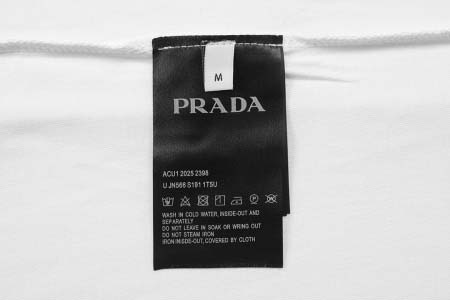 M
PRADA
ACU1 2025 2398
U JN566 S191 1TSU
WASH IN COLD WATER, INSIDE-OUT AND
SEPARATELY
DO NOT LEAVE IN SOAK OR WRING OUT
DO NOT STEAM IRON
IRON INISDS-OUT, COVERED BY CLOTH